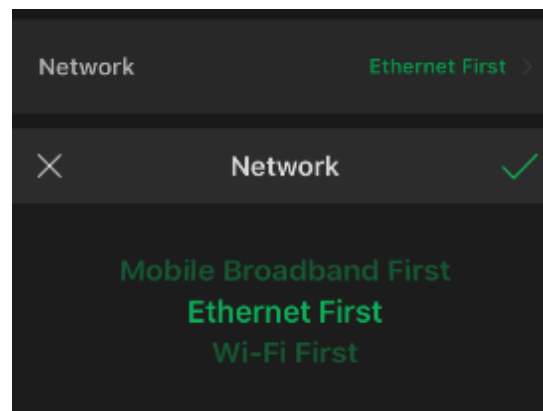 Network Ethernet First
Network
Mobile Broadband First
Ethernet First
Wi-Fi First